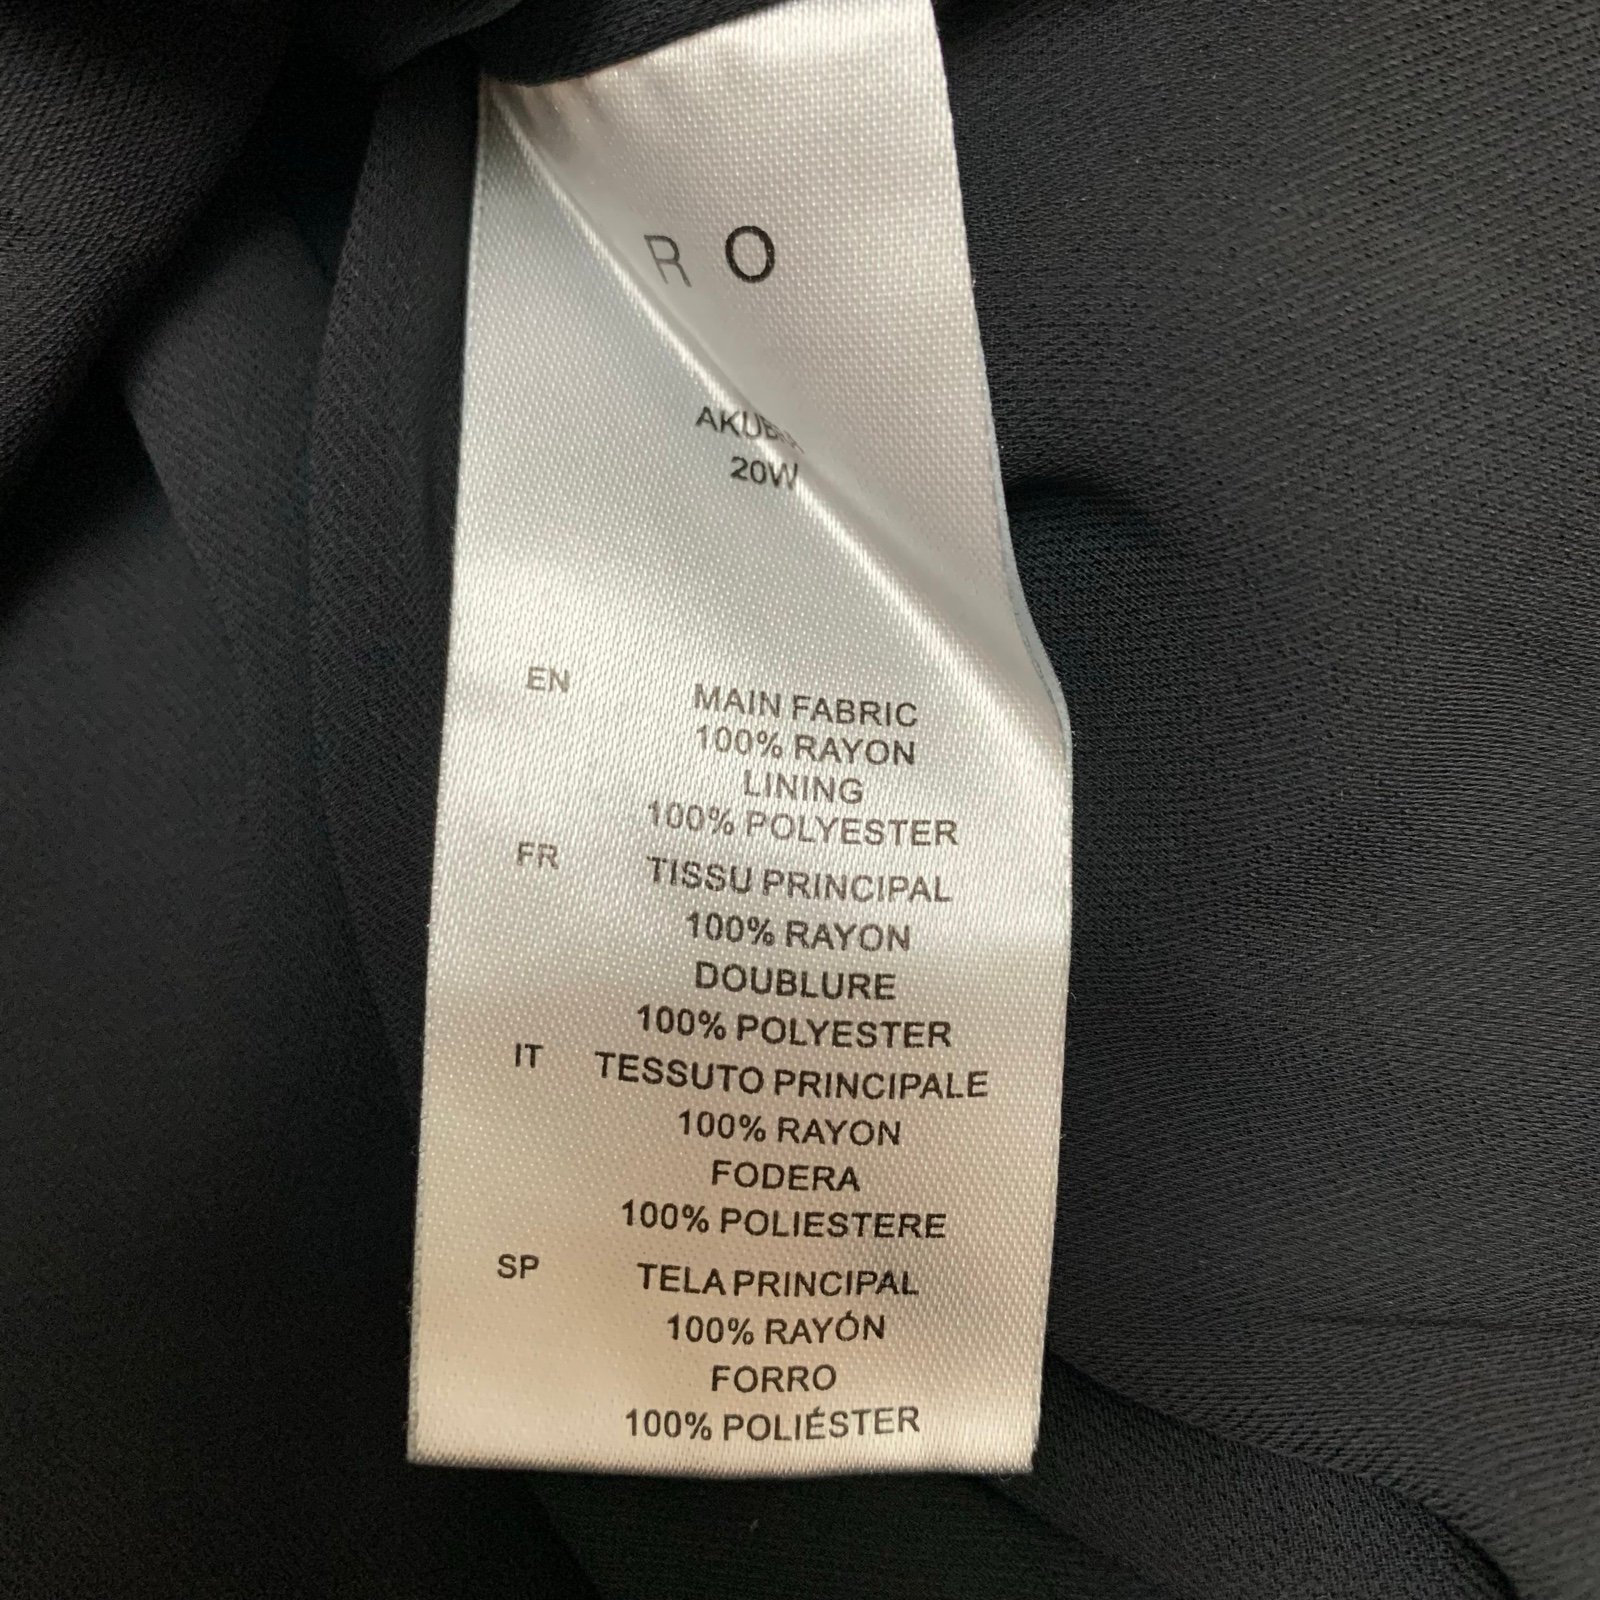 R O
20W
EN MAIN FABRIC
100% RAYON
LINING
100% POLYESTER
FR TISSU PRINCIPAL
100% RAYON
DOUBLURE
100% POLYESTER
IT TESSUTO PRINCIPALE
100% RAYON
FODERA
100% POLIESTERE
SP TELA PRINCIPAL
100% RAYÓN
FORRO
100% POLIÉSTER